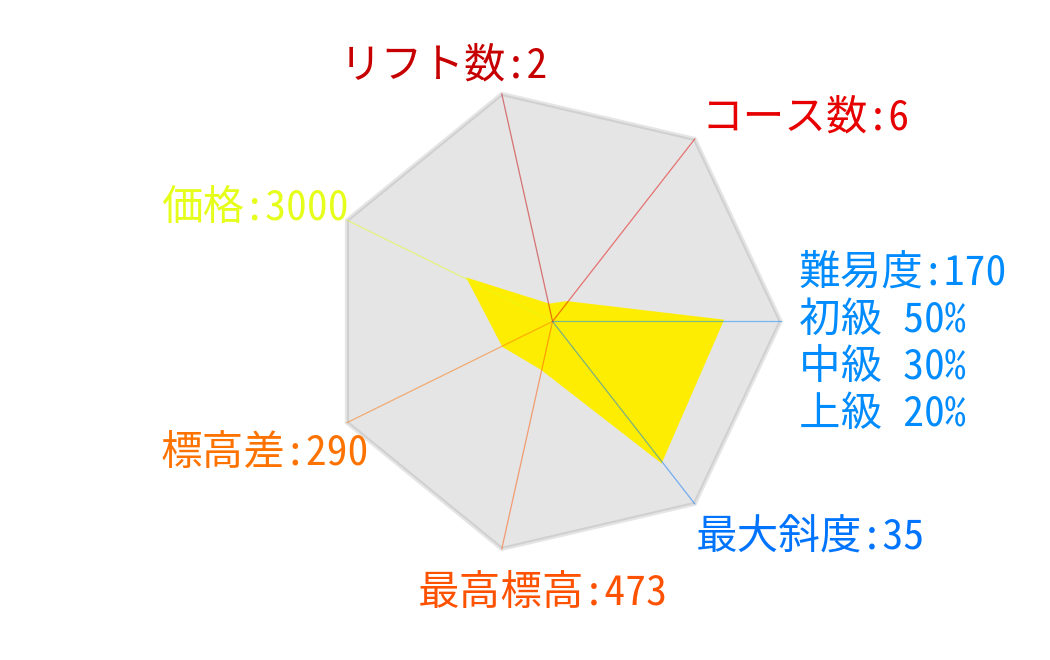 リフト数:2
コース数:6
価格:3000
難易度:170
初級 50%
中級 30%
上級 20%
標高差:290
最大斜度:35
最高標高:473